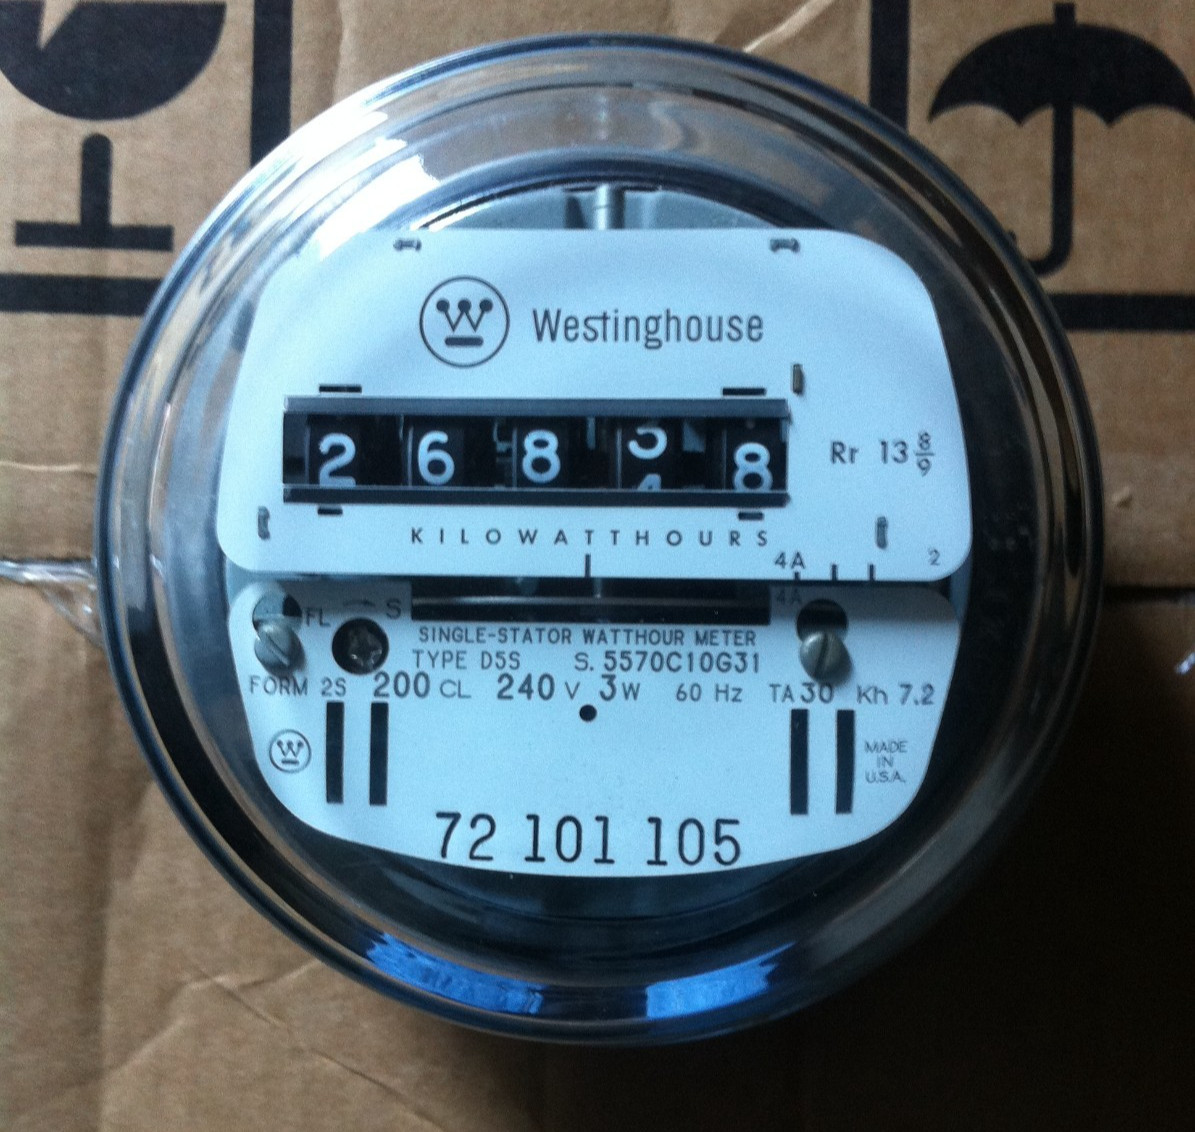 Westinghouse
2 6 8 3 8
4
Rr 13 8/9
KILOWATTHOURS
4A
2
4A
FL S
SINGLE-STATOR WATTHOUR METER
TYPE D5S S. 5570C10G31
FORM 2S 200 CL 240 V 3 W 60 Hz TA 30 Kh 7.2
W
MADE
IN
U.S.A.
72 101 105